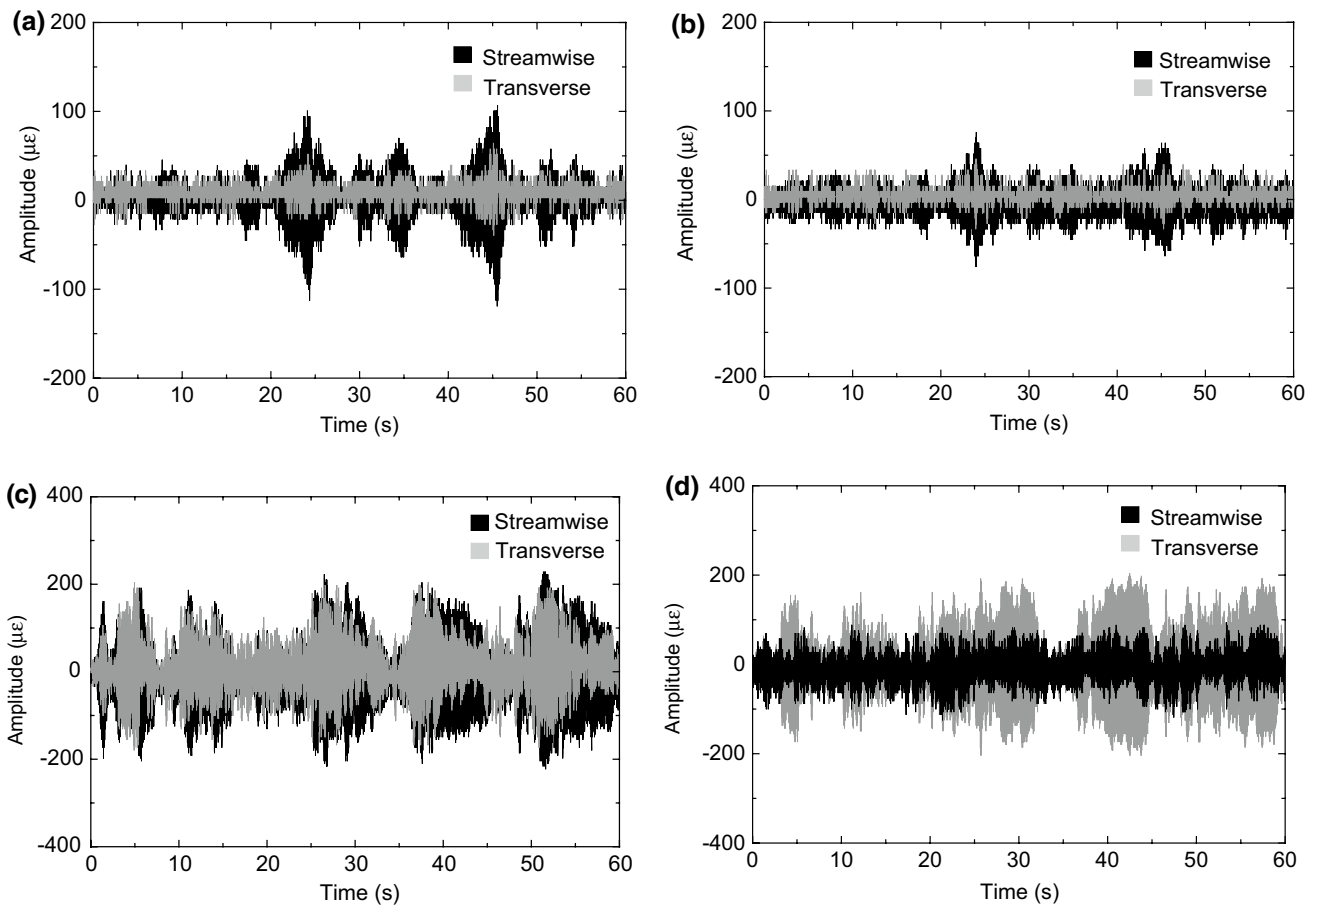 (a)
200
100
0
-100
-200
Amplitude (με)
Streamwise
Transverse
0 10 20 30 40 50 60
Time (s)
(b)
200
100
0
-100
-200
Amplitude (με)
Streamwise
Transverse
0 10 20 30 40 50 60
Time (s)
(c)
400
200
0
-200
-400
Amplitude (με)
Streamwise
Transverse
0 10 20 30 40 50 60
Time (s)
(d)
400
200
0
-200
-400
Amplitude (με)
Streamwise
Transverse
0 10 20 30 40 50 60
Time (s)